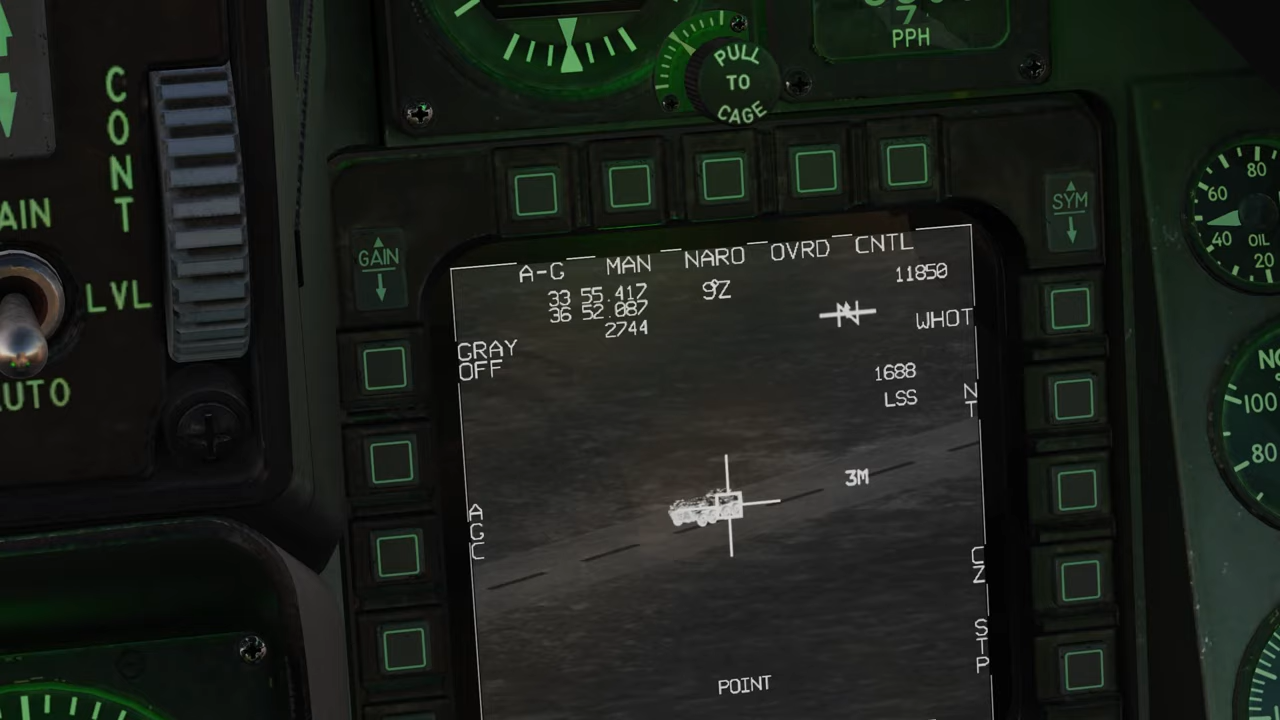 7
PPH
PULL
TO
CAGE
CONT
AIN
LVL
AUTO
GAIN
SYM
80
60
40
OIL
20
100
80
A-G
MAN
NARO
OVRD
CNTL
33 55.417
36 52.087
2744
9Z
11850
WHOT
GRAY
OFF
1688
LSS
NT
3M
AGC
CZ
STP
POINT